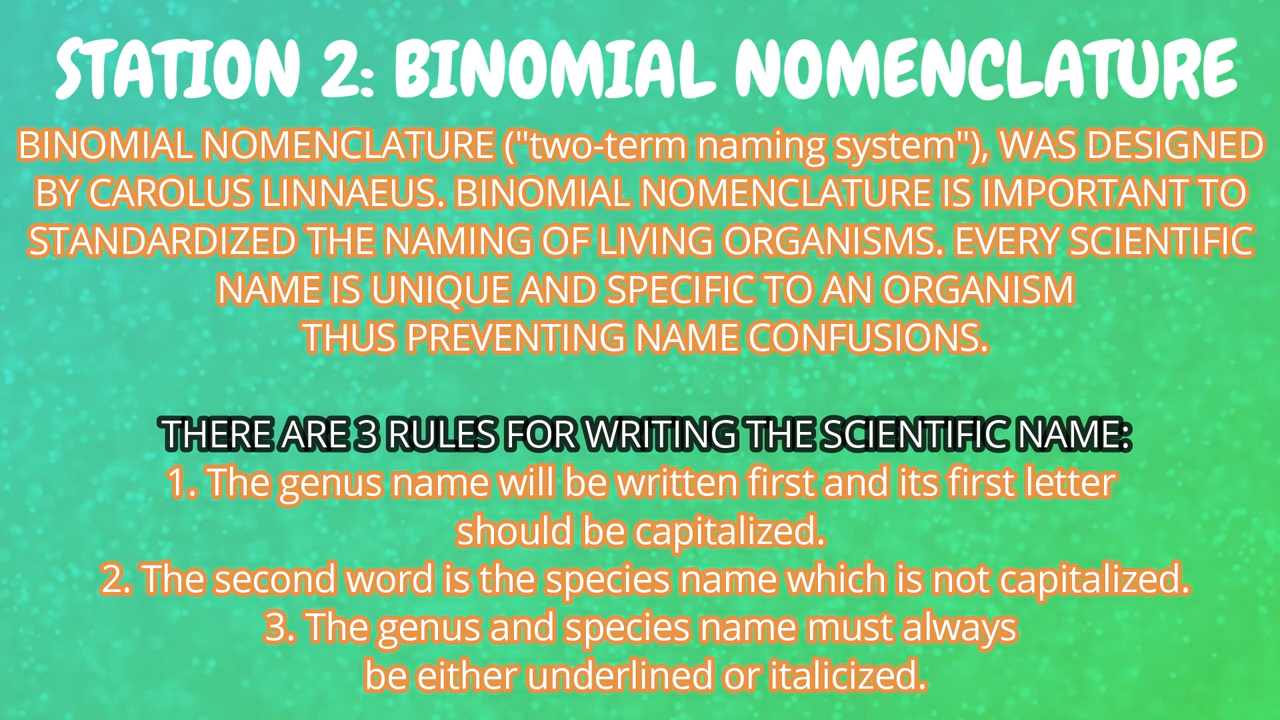 STATION 2: BINOMIAL NOMENCLATURE
BINOMIAL NOMENCLATURE ("two-term naming system"), WAS DESIGNED
BY CAROLUS LINNAEUS. BINOMIAL NOMENCLATURE IS IMPORTANT TO
STANDARDIZED THE NAMING OF LIVING ORGANISMS. EVERY SCIENTIFIC
NAME IS UNIQUE AND SPECIFIC TO AN ORGANISM
THUS PREVENTING NAME CONFUSIONS.
THERE ARE 3 RULES FOR WRITING THE SCIENTIFIC NAME:
1. The genus name will be written first and its first letter
should be capitalized.
2. The second word is the species name which is not capitalized.
3. The genus and species name must always
be either underlined or italicized.